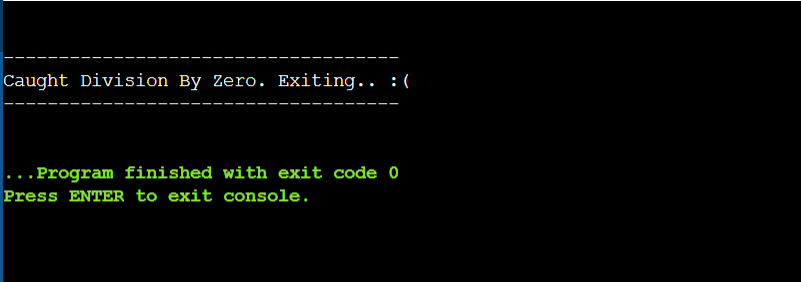 ------------------------------------
Caught Division By Zero. Exiting.. :(
------------------------------------
...Program finished with exit code 0
Press ENTER to exit console.